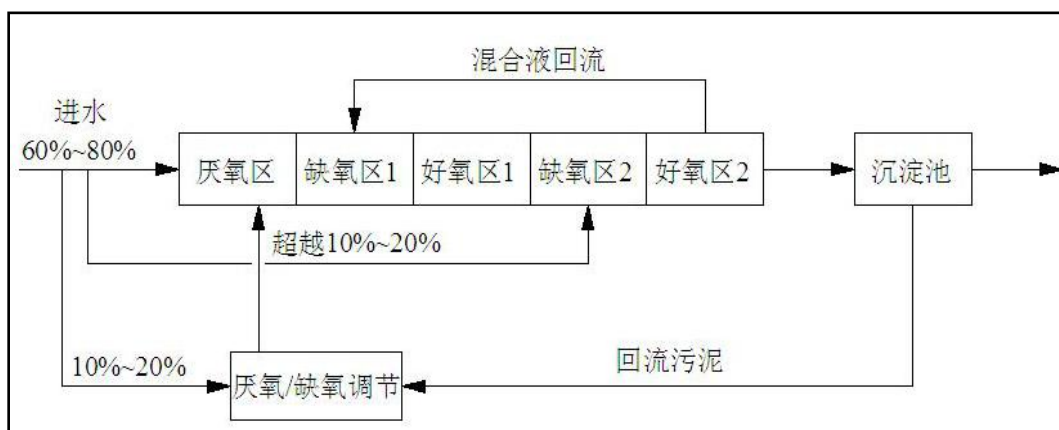 混合液回流
进水
60%~80%
厌氧区
缺氧区1
好氧区1
缺氧区2
好氧区2
沉淀池
超越10%~20%
10%~20%
厌氧/缺氧调节
回流污泥